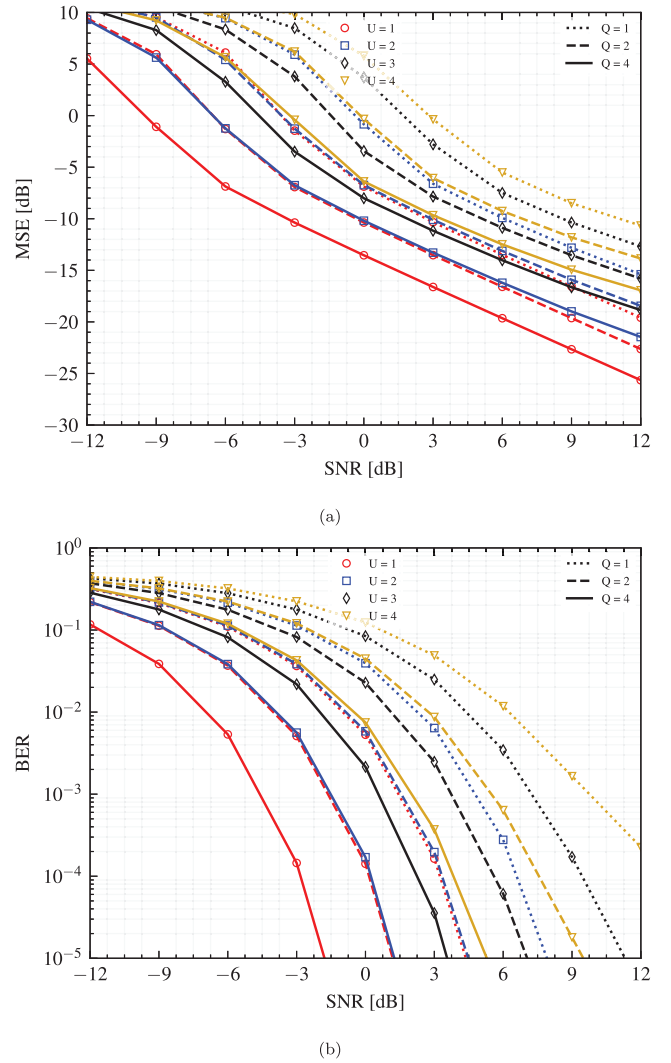 10
5
0
−5
−10
−15
−20
−25
−30
MSE [dB]
U = 1
U = 2
U = 3
U = 4
Q = 1
Q = 2
Q = 4
−12 −9 −6 −3 0 3 6 9 12
SNR [dB]
(a)
10^0
10^-1
10^-2
10^-3
10^-4
10^-5
BER
U = 1
U = 2
U = 3
U = 4
Q = 1
Q = 2
Q = 4
−12 −9 −6 −3 0 3 6 9 12
SNR [dB]
(b)